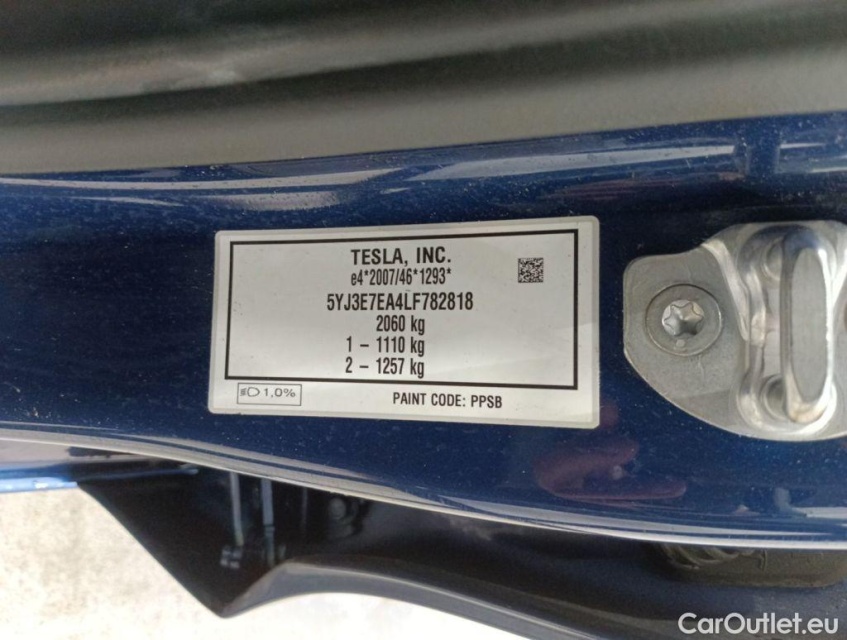 TESLA, INC.
e4*2007/46*1293*
5YJ3E7EA4LF782818
2060 kg
1 – 1110 kg
2 – 1257 kg
1,0%
PAINT CODE: PPSB
CarOutlet.eu